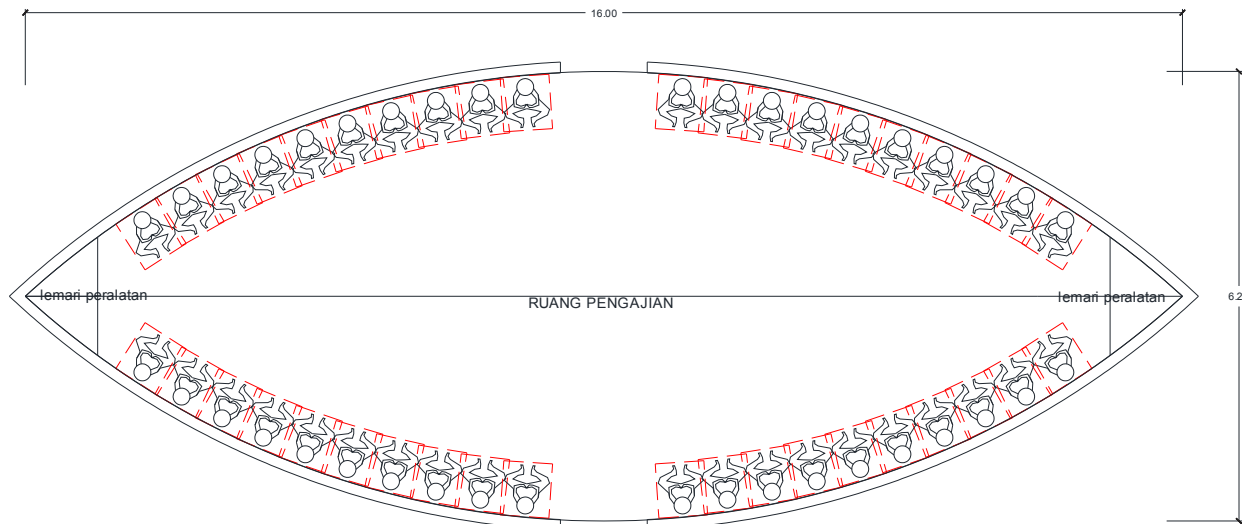 16.00
lemari peralatan
RUANG PENGAJIAN
lemari peralatan
6.2